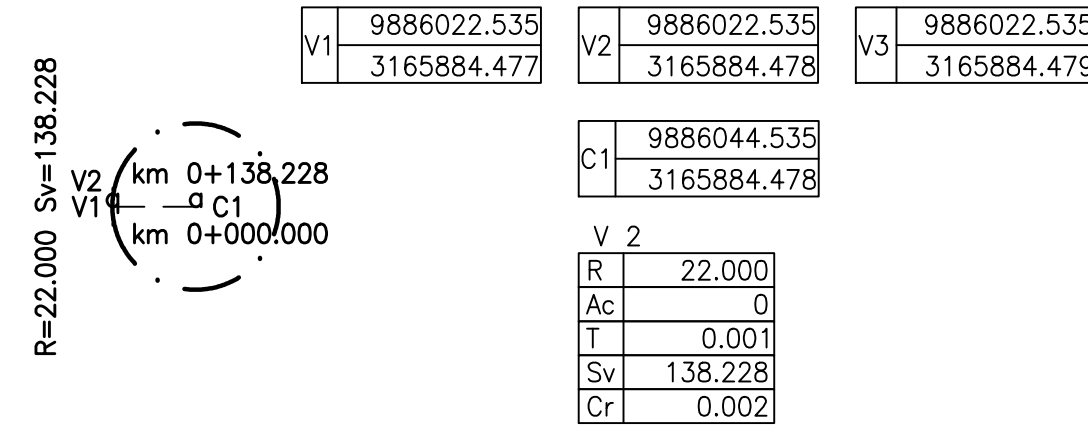 V1
9886022.535
3165884.477
V2
9886022.535
3165884.478
V3
9886022.535
3165884.479
R=22.000 Sv=138.228
V2
km 0+138.228
V1
C1
km 0+000.000
C1
9886044.535
3165884.478
V 2
R 22.000
Ac 0
T 0.001
Sv 138.228
Cr 0.002